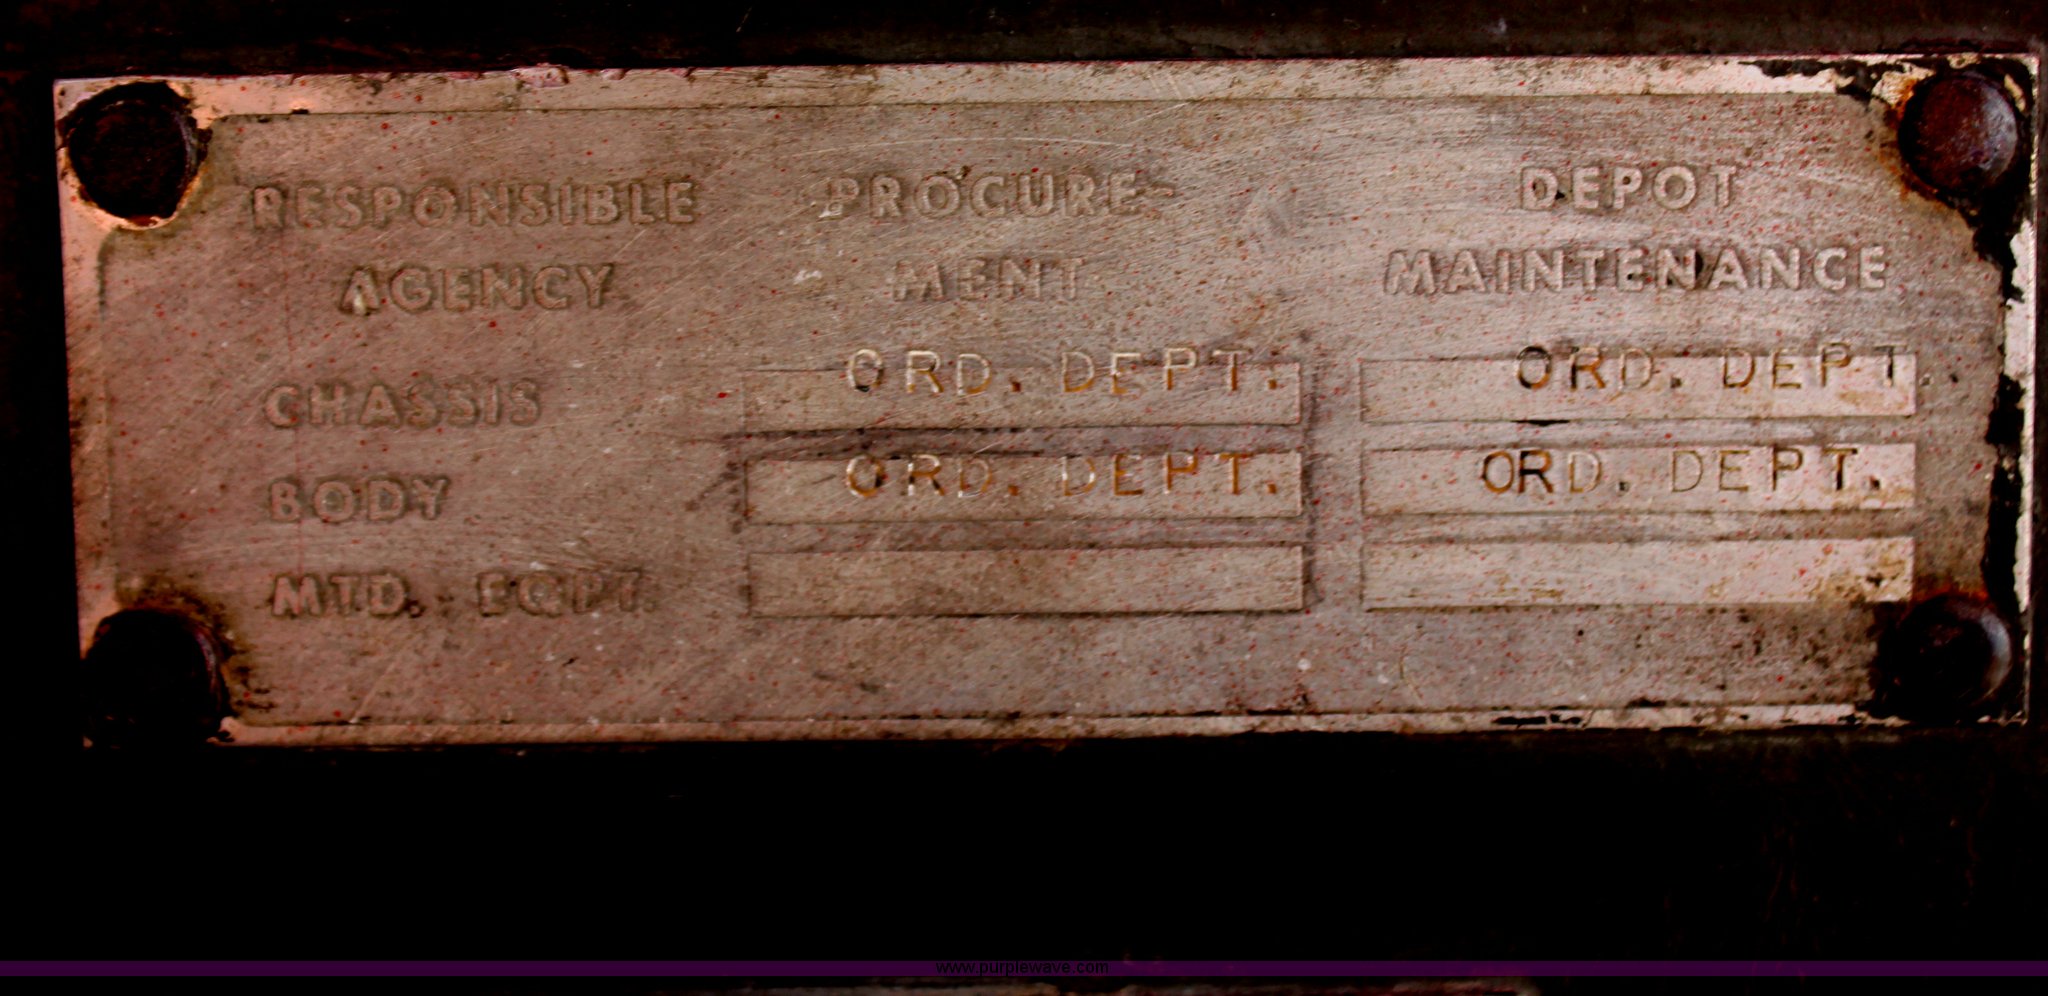 RESPONSIBLE PROCURE- DEPOT
AGENCY MENT MAINTENANCE
CHASSIS ORD. DEPT. ORD. DEPT.
BODY ORD. DEPT. ORD. DEPT.
MTD. EQPT.
www.purplewave.com